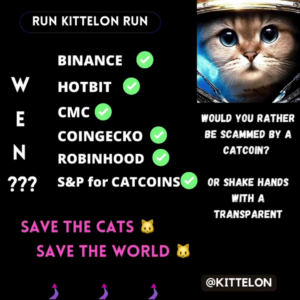 RUN KITTELON RUN
WEN
???
BINANCE ✅
HOTBIT ✅
CMC ✅
COINGECKO ✅
ROBINHOOD ✅
S&P for CATCOINS ✅
WOULD YOU RATHER
BE SCAMMED BY A
CATCOIN?
OR SHAKE HANDS
WITH A
TRANSPARENT
SAVE THE CATS 🐱
SAVE THE WORLD 🐱
@KITTELON